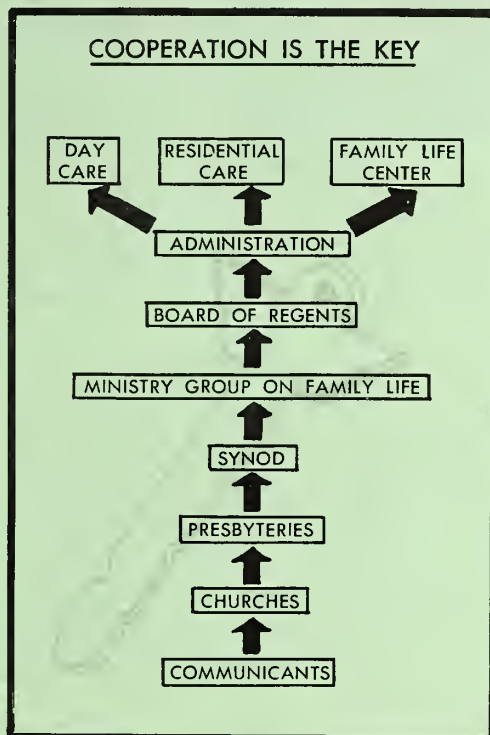 COOPERATION IS THE KEY
DAY
CARE
RESIDENTIAL
CARE
FAMILY LIFE
CENTER
ADMINISTRATION
BOARD OF REGENTS
MINISTRY GROUP ON FAMILY LIFE
SYNOD
PRESBYTERIES
CHURCHES
COMMUNICANTS